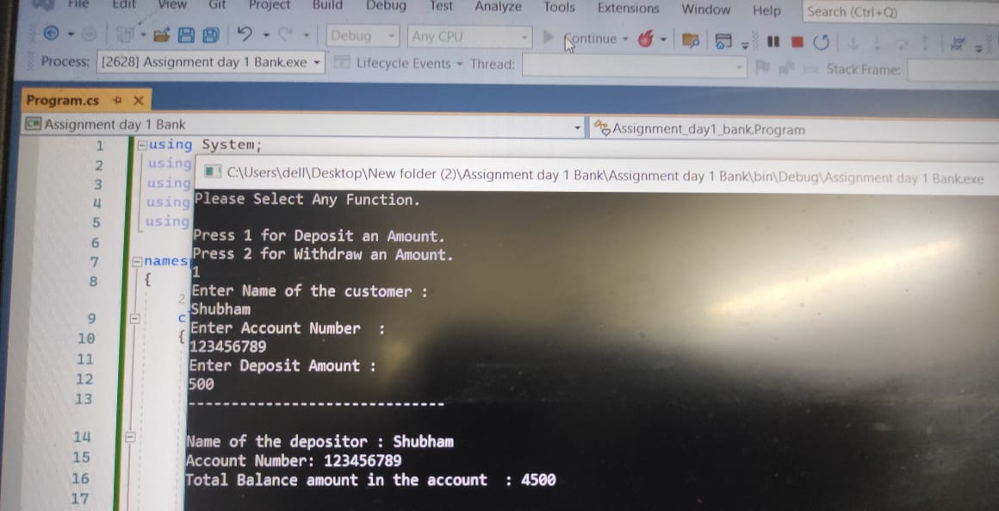 File Edit View Git Project Build Debug Test Analyze Tools Extensions Window Help Search (Ctrl+Q)
Debug Any CPU Continue
Process: [2628] Assignment day 1 Bank.exe Lifecycle Events Thread: Stack Frame:
Program.cs
Assignment day 1 Bank Assignment_day1_bank.Program
1 using System;
2 using
C:\Users\dell\Desktop\New folder (2)\Assignment day 1 Bank\Assignment day 1 Bank\bin\Debug\Assignment day 1 Bank.exe
3 using
4 using Please Select Any Function.
5 using
6 Press 1 for Deposit an Amount.
7 names Press 2 for Withdraw an Amount.
8 { 1
Enter Name of the customer :
2 Shubham
9 c Enter Account Number :
10 { 123456789
11 Enter Deposit Amount :
12 500
13 ------------------------------
14 Name of the depositor : Shubham
15 Account Number: 123456789
16 Total Balance amount in the account : 4500
17